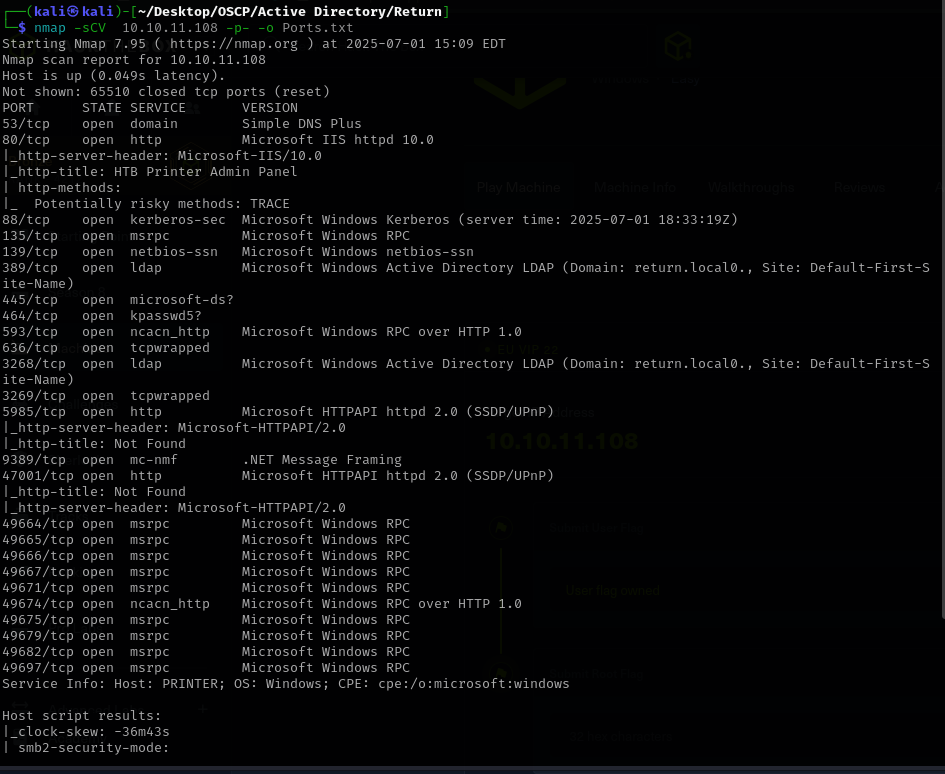 ┌──(kali㉿kali)-[~/Desktop/OSCP/Active Directory/Return]
└─$ nmap -sCV  10.10.11.108 -p- -o Ports.txt
Starting Nmap 7.95 ( https://nmap.org ) at 2025-07-01 15:09 EDT
Nmap scan report for 10.10.11.108
Host is up (0.049s latency).
Not shown: 65510 closed tcp ports (reset)
PORT      STATE SERVICE       VERSION
53/tcp    open  domain        Simple DNS Plus
80/tcp    open  http          Microsoft IIS httpd 10.0
|_http-server-header: Microsoft-IIS/10.0
|_http-title: HTB Printer Admin Panel
| http-methods:
|_  Potentially risky methods: TRACE
88/tcp    open  kerberos-sec  Microsoft Windows Kerberos (server time: 2025-07-01 18:33:19Z)
135/tcp   open  msrpc         Microsoft Windows RPC
139/tcp   open  netbios-ssn   Microsoft Windows netbios-ssn
389/tcp   open  ldap          Microsoft Windows Active Directory LDAP (Domain: return.local0., Site: Default-First-S
ite-Name)
445/tcp   open  microsoft-ds?
464/tcp   open  kpasswd5?
593/tcp   open  ncacn_http    Microsoft Windows RPC over HTTP 1.0
636/tcp   open  tcpwrapped
3268/tcp  open  ldap          Microsoft Windows Active Directory LDAP (Domain: return.local0., Site: Default-First-S
ite-Name)
3269/tcp  open  tcpwrapped
5985/tcp  open  http          Microsoft HTTPAPI httpd 2.0 (SSDP/UPnP)
|_http-server-header: Microsoft-HTTPAPI/2.0
|_http-title: Not Found
9389/tcp  open  mc-nmf        .NET Message Framing
47001/tcp open  http          Microsoft HTTPAPI httpd 2.0 (SSDP/UPnP)
|_http-title: Not Found
|_http-server-header: Microsoft-HTTPAPI/2.0
49664/tcp open  msrpc         Microsoft Windows RPC
49665/tcp open  msrpc         Microsoft Windows RPC
49666/tcp open  msrpc         Microsoft Windows RPC
49667/tcp open  msrpc         Microsoft Windows RPC
49671/tcp open  msrpc         Microsoft Windows RPC
49674/tcp open  ncacn_http    Microsoft Windows RPC over HTTP 1.0
49675/tcp open  msrpc         Microsoft Windows RPC
49679/tcp open  msrpc         Microsoft Windows RPC
49682/tcp open  msrpc         Microsoft Windows RPC
49697/tcp open  msrpc         Microsoft Windows RPC
Service Info: Host: PRINTER; OS: Windows; CPE: cpe:/o:microsoft:windows
Host script results:
|_clock-skew: -36m43s
| smb2-security-mode:
Play Machine
Machine Info
Walkthroughs
Reviews
10.10.11.108
User flag owned